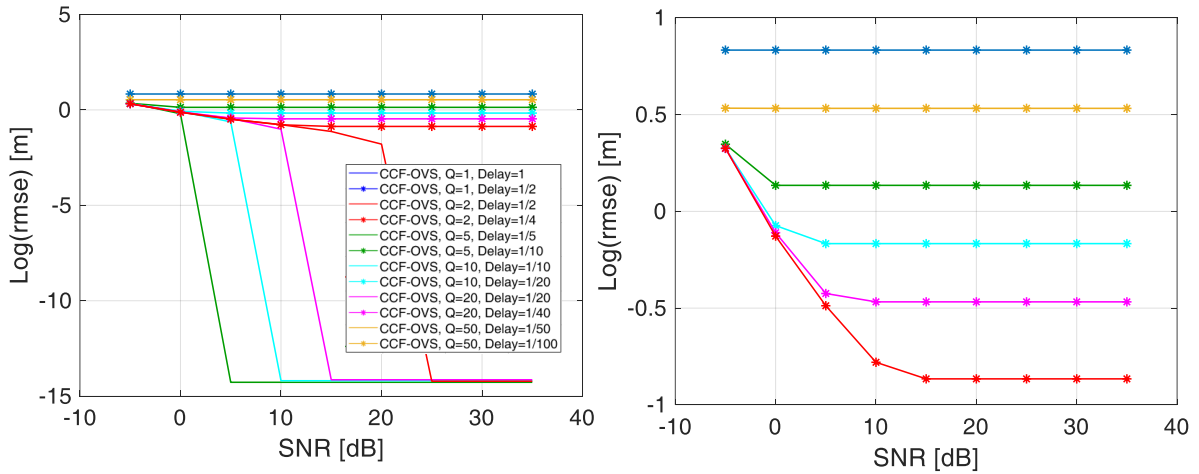 5
0
-5
-10
-15
Log(rmse) [m]
-10
0
10
20
30
40
SNR [dB]
CCF-OVS, Q=1, Delay=1
CCF-OVS, Q=1, Delay=1/2
CCF-OVS, Q=2, Delay=1/2
CCF-OVS, Q=2, Delay=1/4
CCF-OVS, Q=5, Delay=1/5
CCF-OVS, Q=5, Delay=1/10
CCF-OVS, Q=10, Delay=1/10
CCF-OVS, Q=10, Delay=1/20
CCF-OVS, Q=20, Delay=1/20
CCF-OVS, Q=20, Delay=1/40
CCF-OVS, Q=50, Delay=1/50
CCF-OVS, Q=50, Delay=1/100
1
0.5
0
-0.5
-1
Log(rmse) [m]
-10
0
10
20
30
40
SNR [dB]